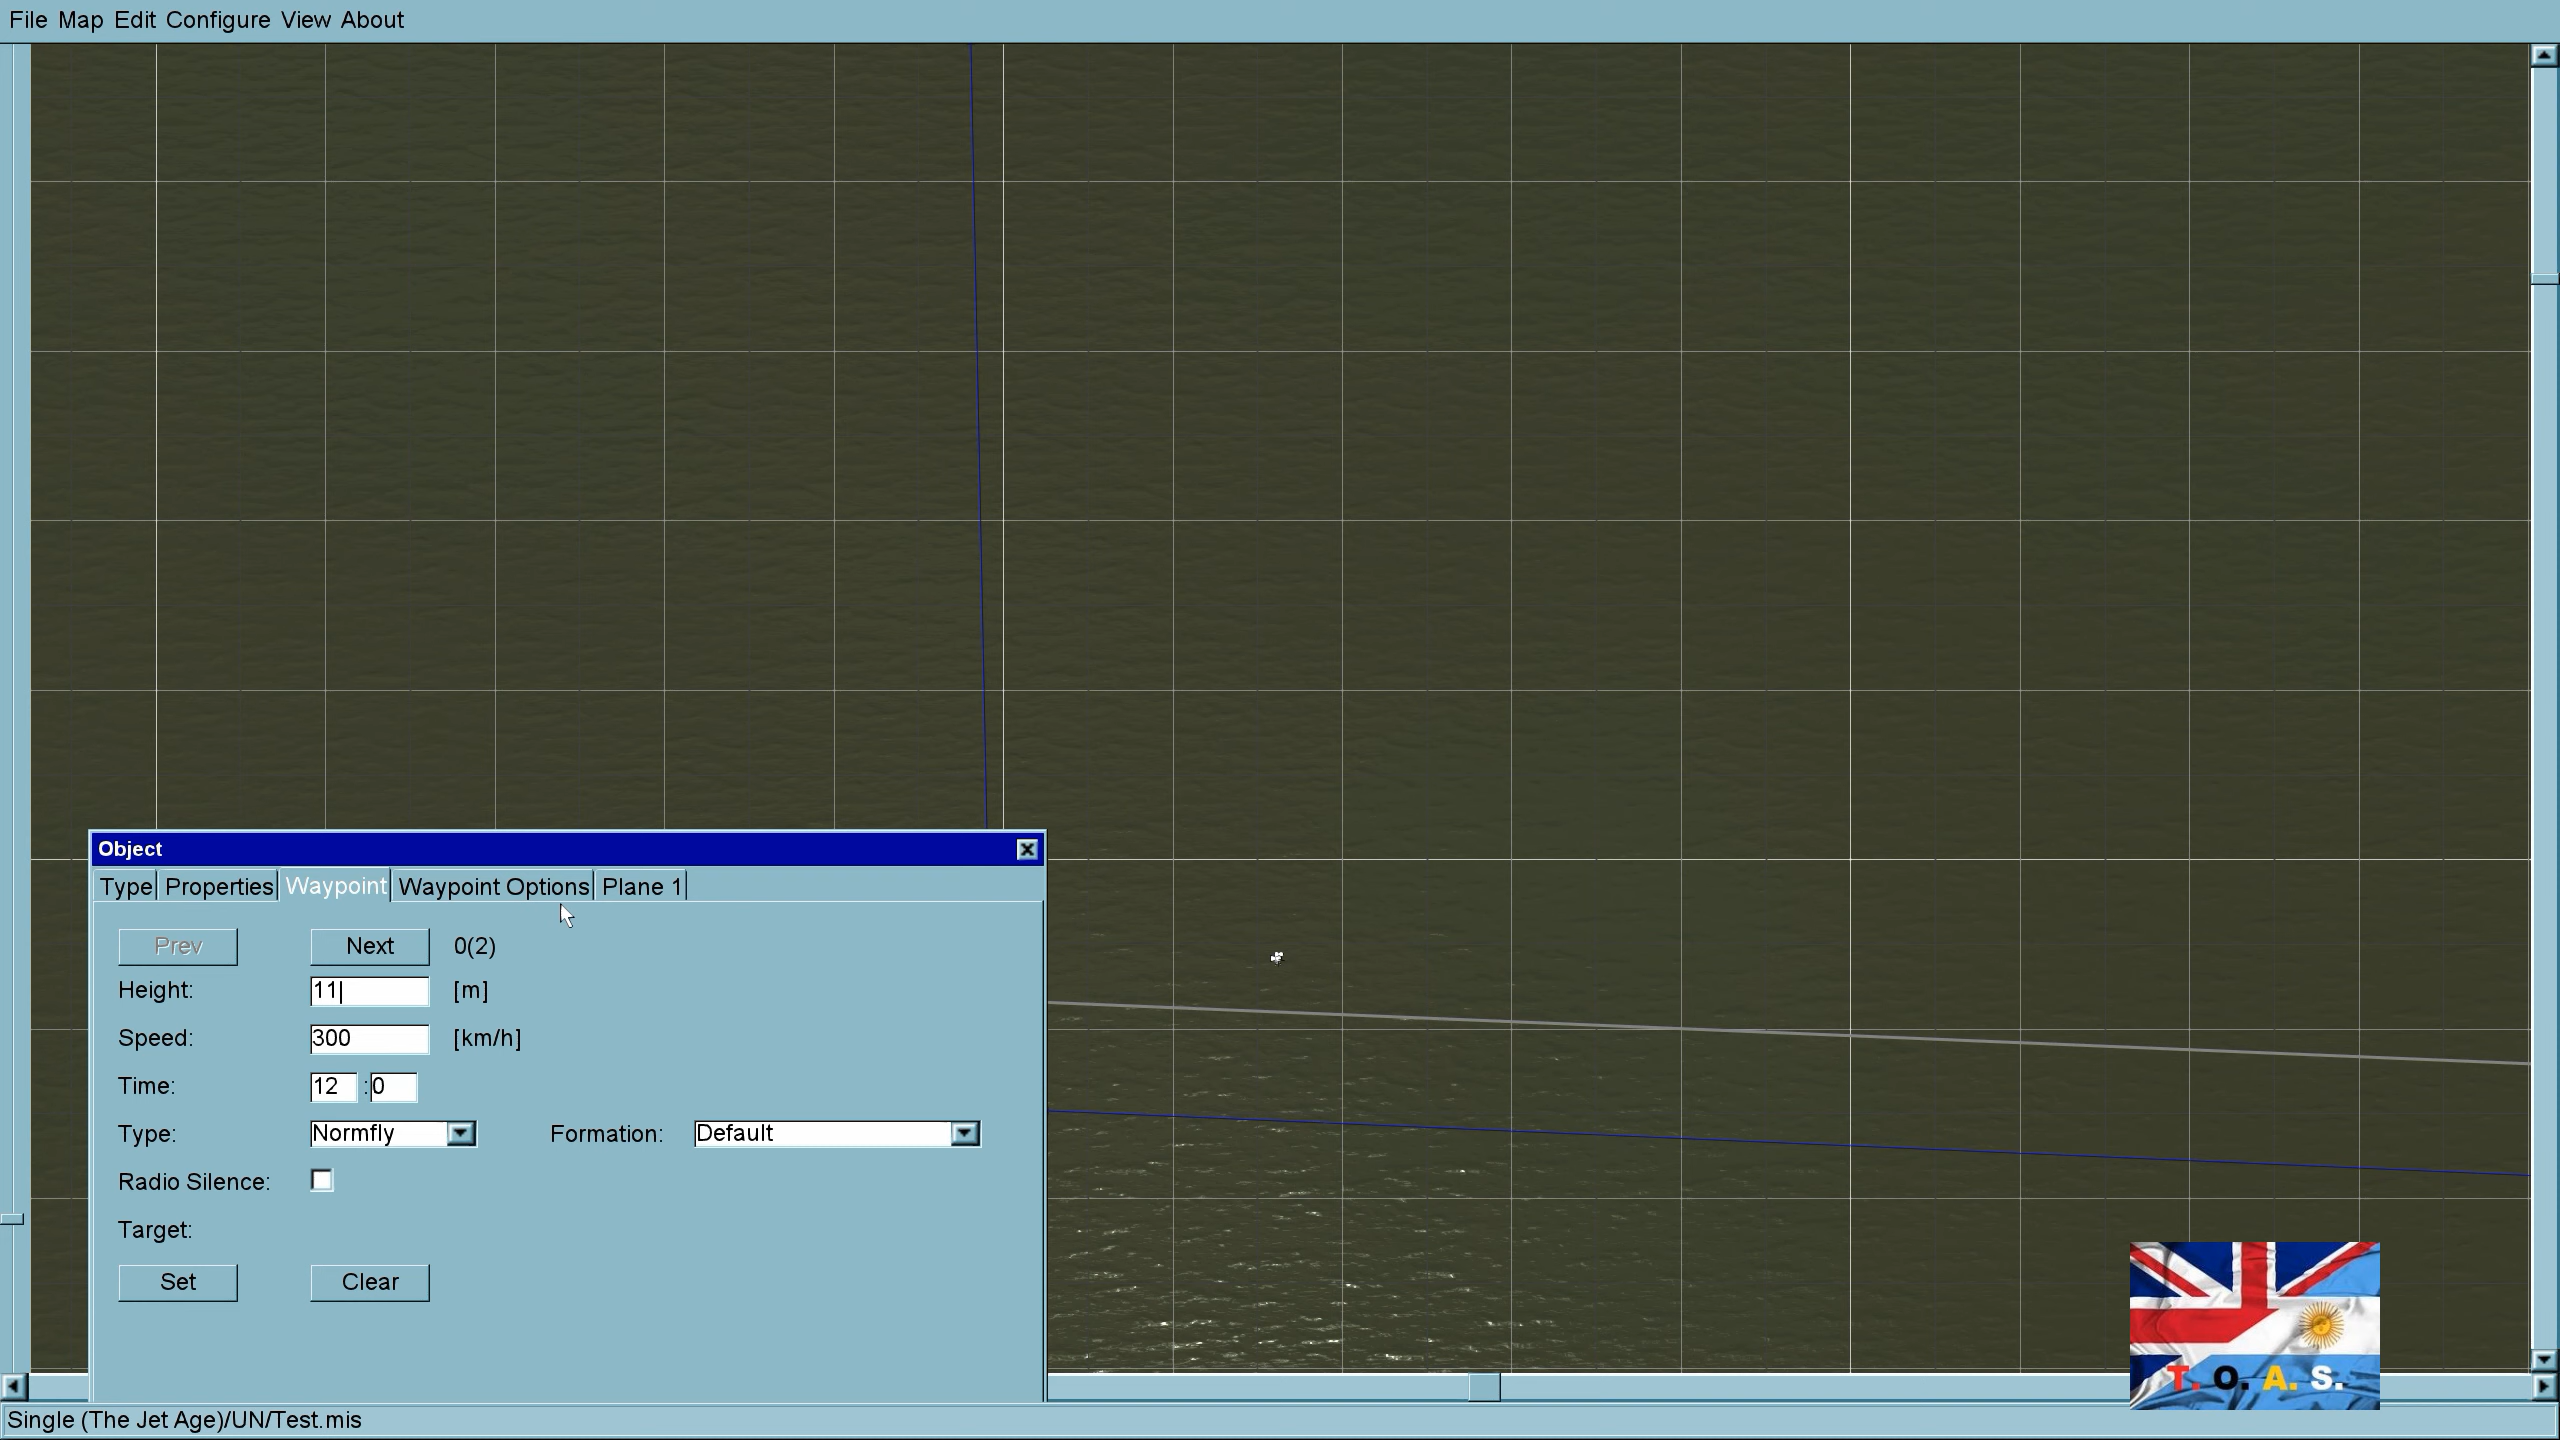 File Map Edit Configure View About
Object
Type Properties Waypoint Waypoint Options Plane 1
Prev Next 0(2)
Height: 11 [m]
Speed: 300 [km/h]
Time: 12 :0
Type: Normfly Formation: Default
Radio Silence:
Target:
Set Clear
T. O. A. S.
Single (The Jet Age)/UN/Test.mis